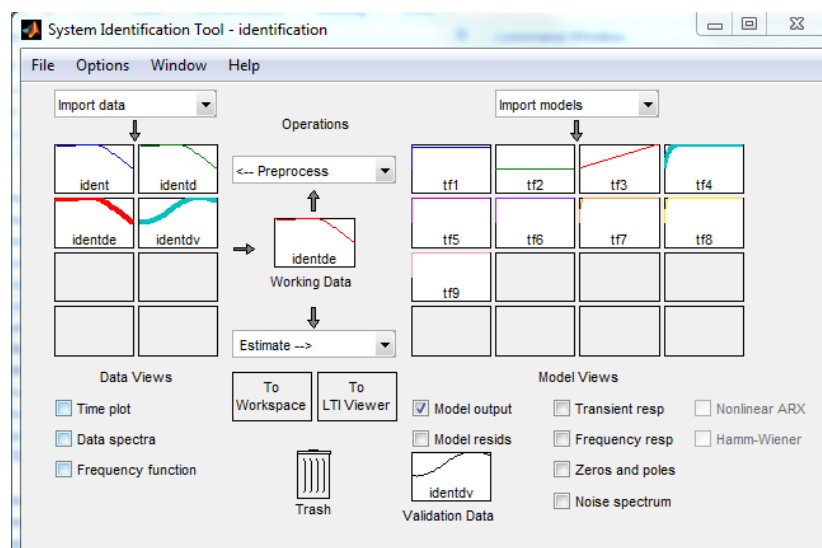 System Identification Tool - identification
File Options Window Help
Import data
Import models
Operations
<-- Preprocess
ident identd
identde identdv
identde
Working Data
Estimate -->
tf1 tf2 tf3 tf4
tf5 tf6 tf7 tf8
tf9
Data Views
Time plot
Data spectra
Frequency function
To
Workspace
To
LTI Viewer
Trash
Model Views
Model output Transient resp Nonlinear ARX
Model resids Frequency resp Hamm-Wiener
Zeros and poles
Noise spectrum
identdv
Validation Data